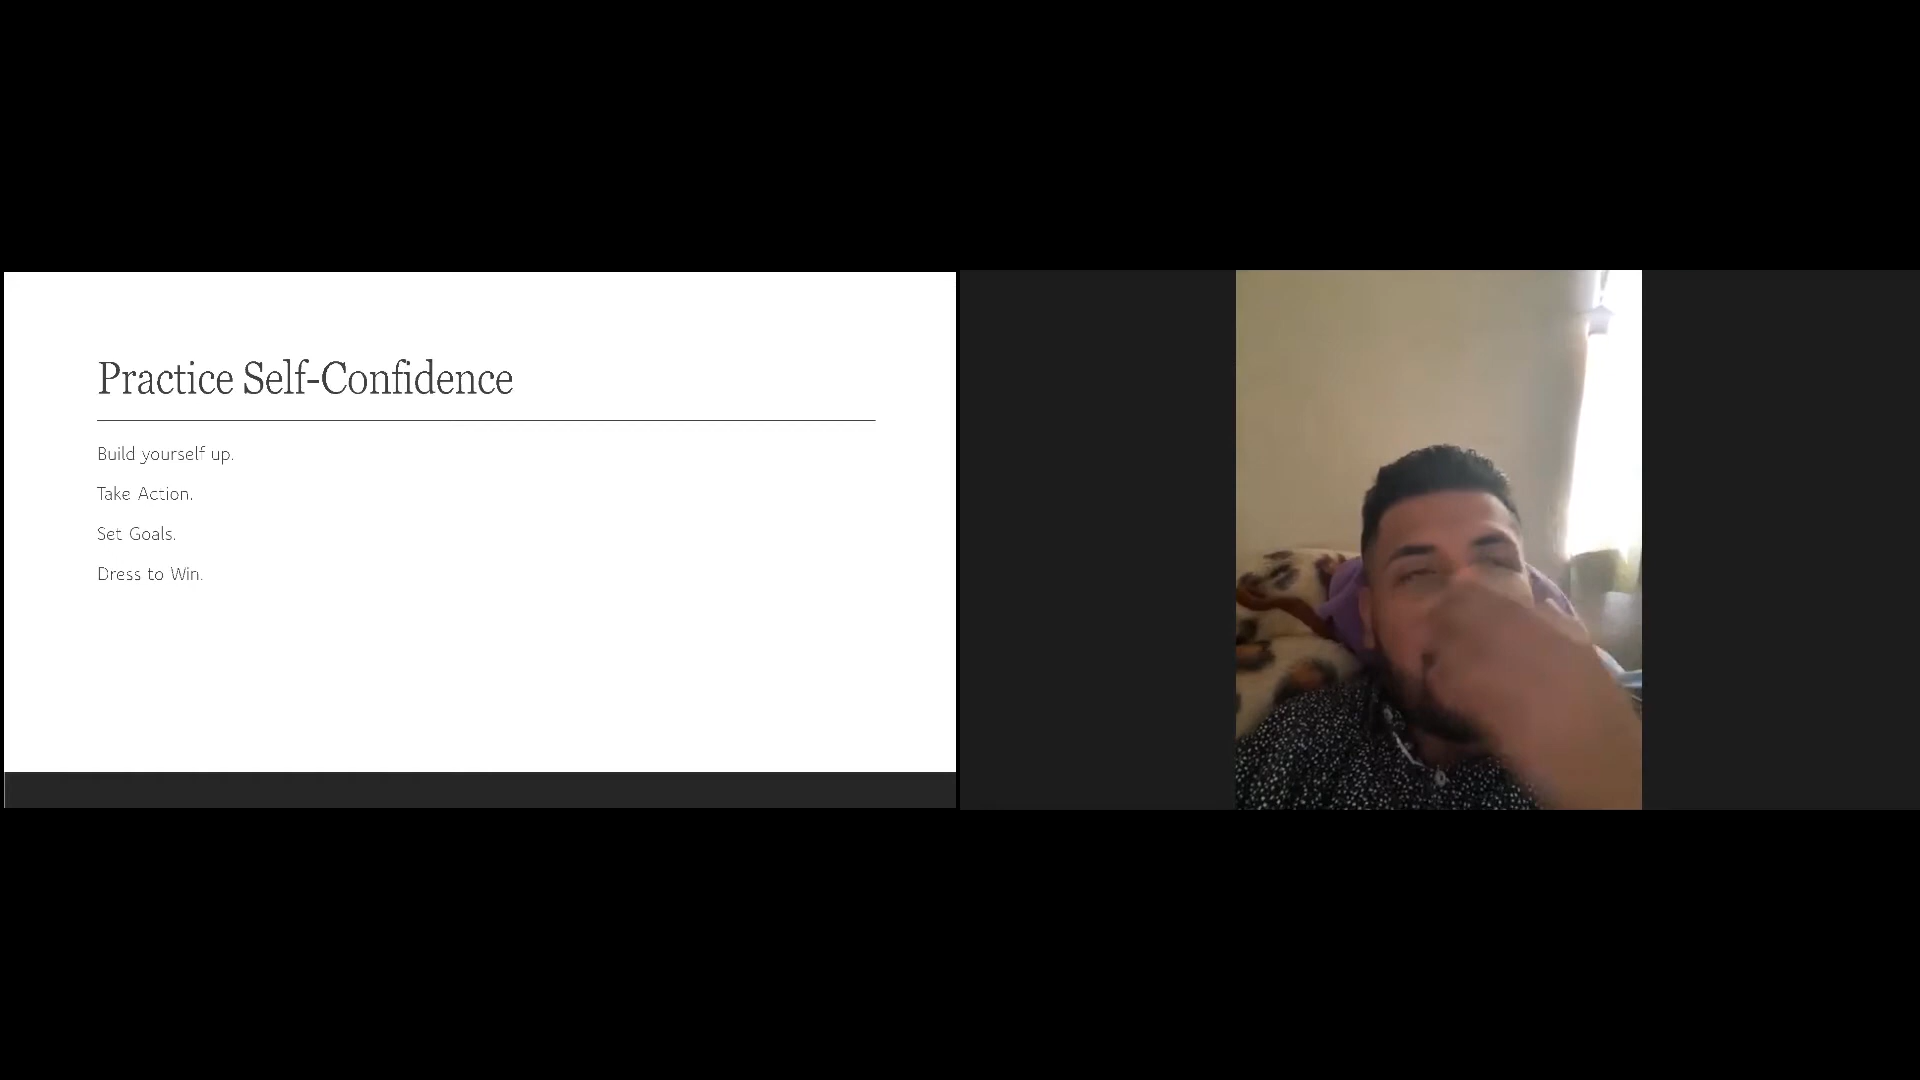 Practice Self-Confidence
Build yourself up.
Take Action.
Set Goals.
Dress to Win.